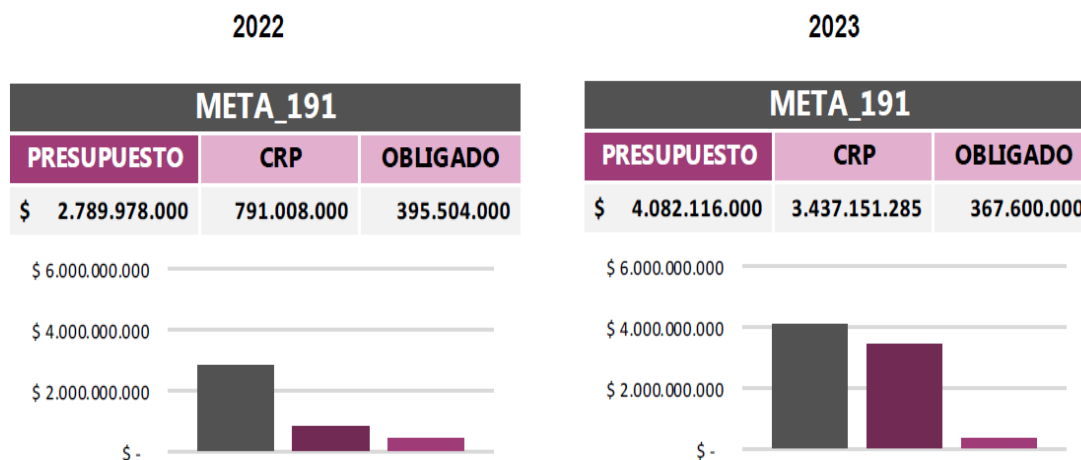 2022
META_191
PRESUPUESTO CRP OBLIGADO
$ 2.789.978.000 791.008.000 395.504.000
$ 6.000.000.000
$ 4.000.000.000
$ 2.000.000.000
$ -
2023
META_191
PRESUPUESTO CRP OBLIGADO
$ 4.082.116.000 3.437.151.285 367.600.000
$ 6.000.000.000
$ 4.000.000.000
$ 2.000.000.000
$ -